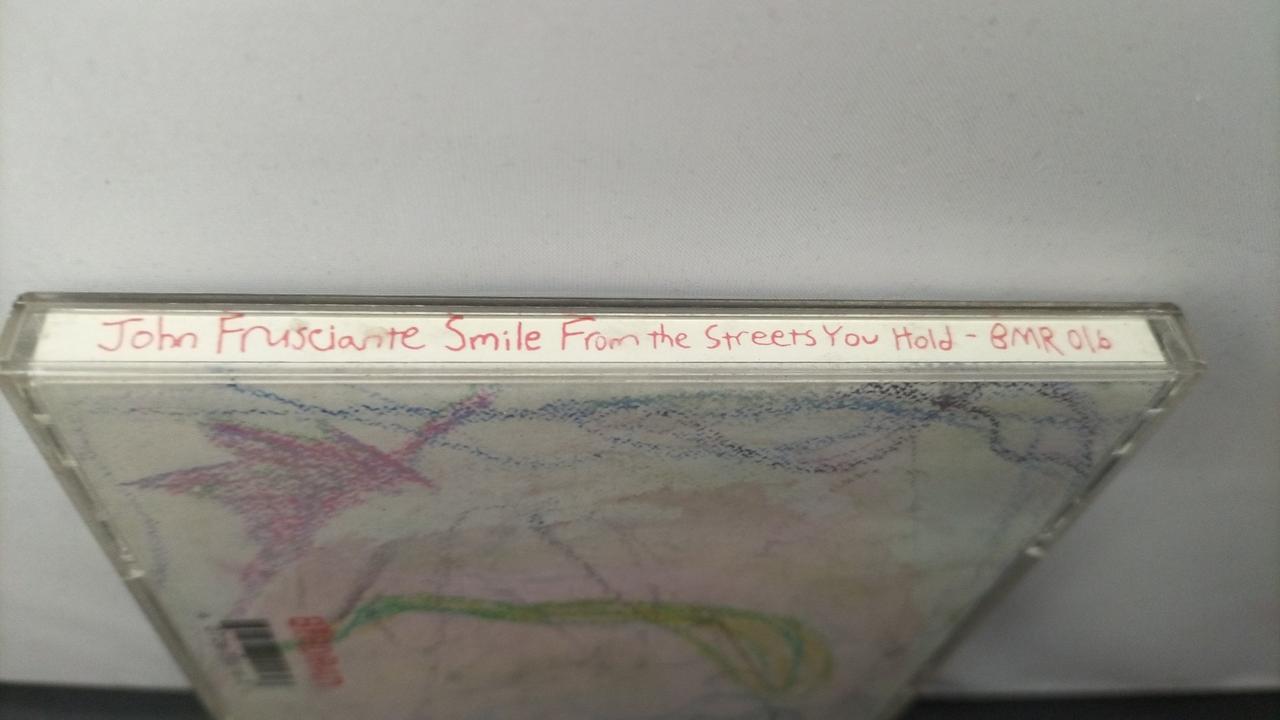 John Frusciante Smile From the Streets You Hold - BMR 016